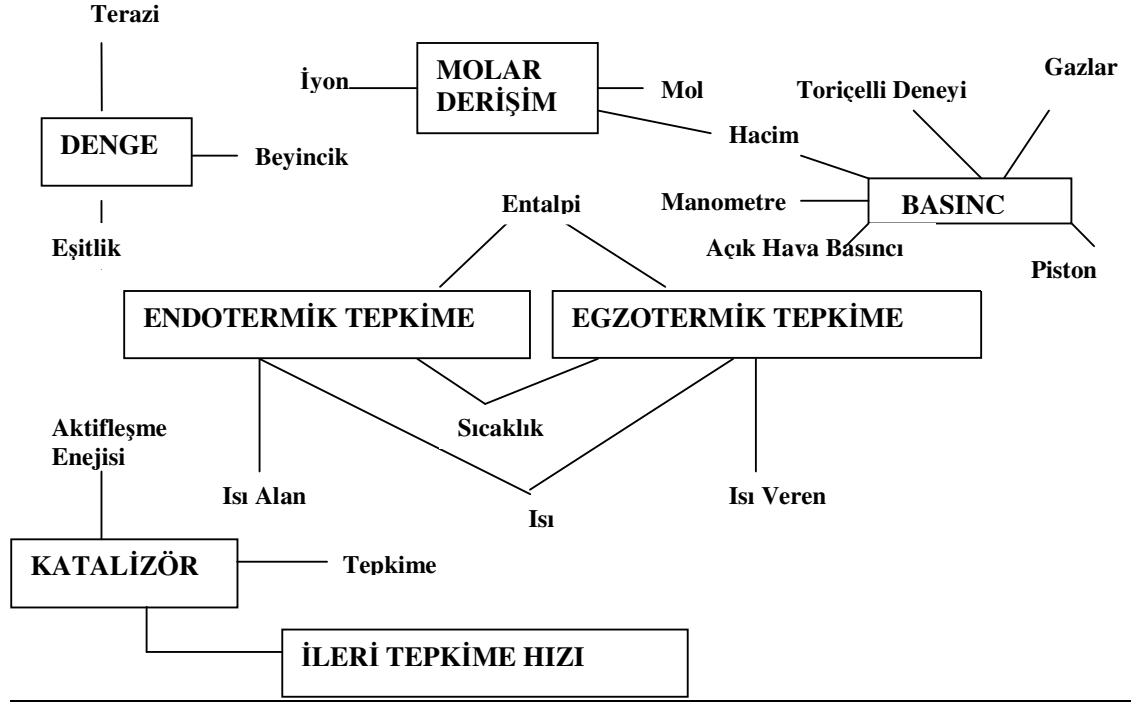 Terazi
Gazlar
MOLAR
DERİŞİM
İyon
Mol
Toriçelli Deneyi
Hacim
DENGE
Beyincik
Entalpi
Manometre
BASINC
Eşitlik
Açık Hava Basıncı
Piston
ENDOTERMİK TEPKİME
EGZOTERMİK TEPKİME
Aktifleşme
Enejisi
Sıcaklık
Isı Alan
Isı
Isı Veren
KATALİZÖR
Tepkime
İLERİ TEPKİME HIZI